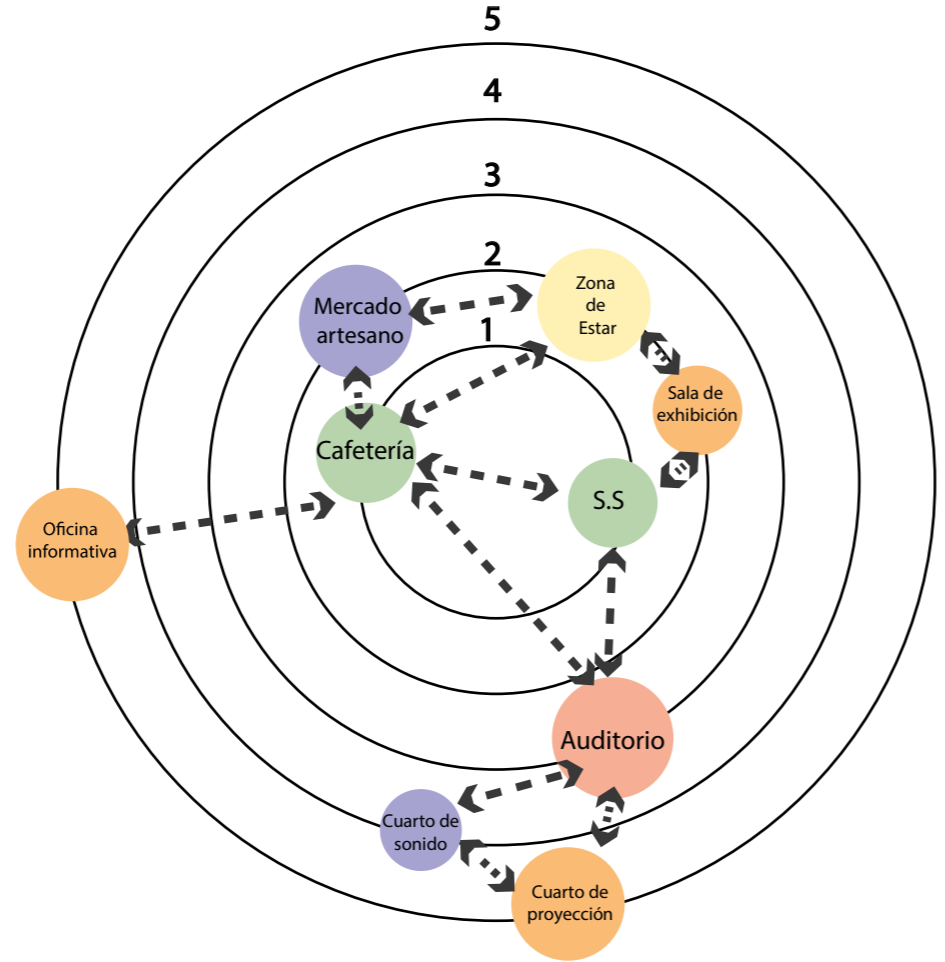 5
4
3
2
1
Mercado
artesano
Zona
de
Estar
Sala de
exhibición
Cafetería
S.S
Oficina
informativa
Auditorio
Cuarto de
sonido
Cuarto de
proyección